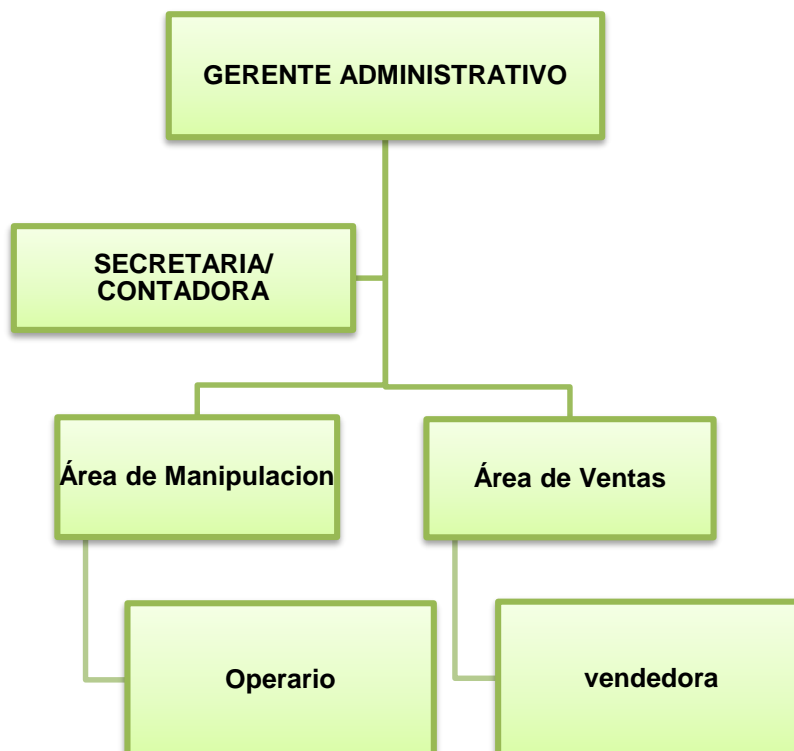 GERENTE ADMINISTRATIVO
SECRETARIA/
CONTADORA
Área de Manipulacion
Área de Ventas
Operario
vendedora